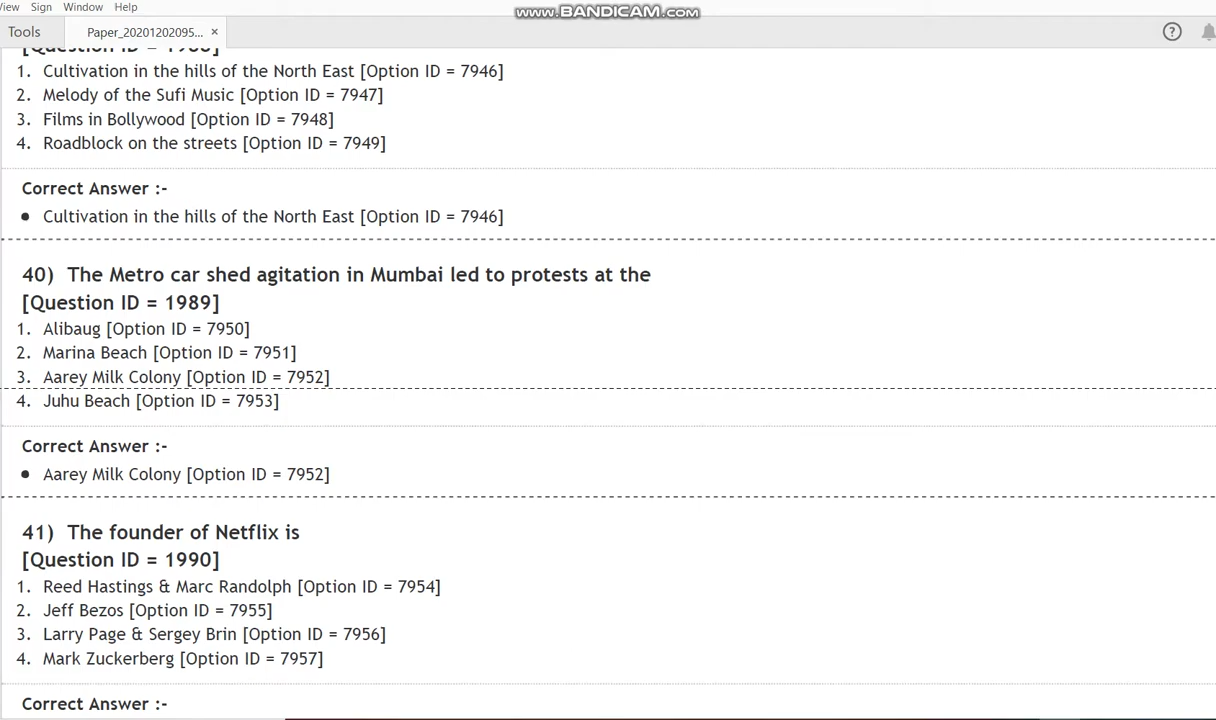 View Sign Window Help
www.BANDICAM.com
Tools
Paper_20201202095... ×
?
[Question ID = 1988]
1. Cultivation in the hills of the North East [Option ID = 7946]
2. Melody of the Sufi Music [Option ID = 7947]
3. Films in Bollywood [Option ID = 7948]
4. Roadblock on the streets [Option ID = 7949]
Correct Answer :-
• Cultivation in the hills of the North East [Option ID = 7946]
40) The Metro car shed agitation in Mumbai led to protests at the
[Question ID = 1989]
1. Alibaug [Option ID = 7950]
2. Marina Beach [Option ID = 7951]
3. Aarey Milk Colony [Option ID = 7952]
4. Juhu Beach [Option ID = 7953]
Correct Answer :-
• Aarey Milk Colony [Option ID = 7952]
41) The founder of Netflix is
[Question ID = 1990]
1. Reed Hastings & Marc Randolph [Option ID = 7954]
2. Jeff Bezos [Option ID = 7955]
3. Larry Page & Sergey Brin [Option ID = 7956]
4. Mark Zuckerberg [Option ID = 7957]
Correct Answer :-